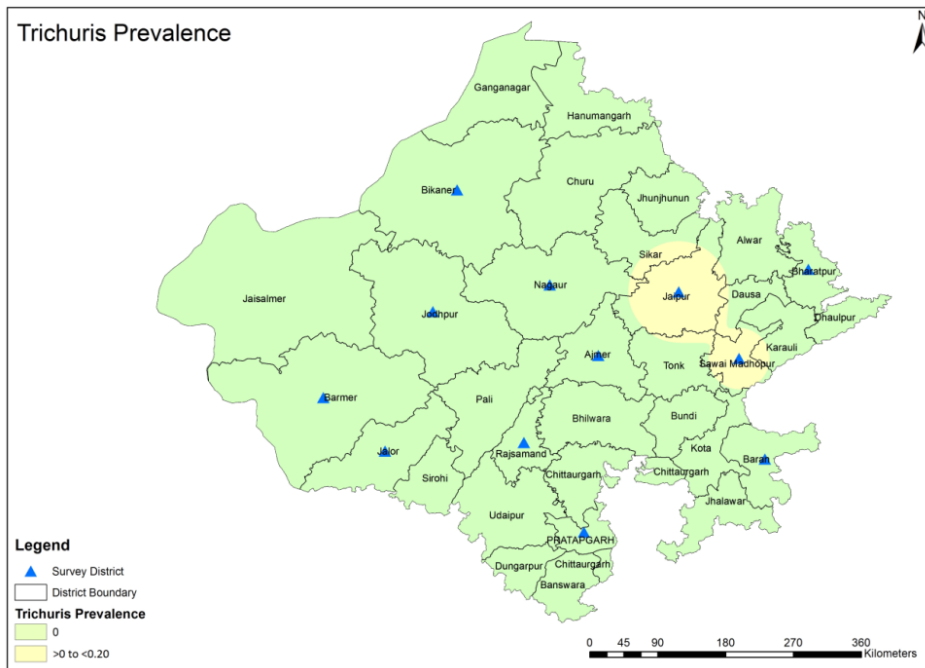 Trichuris Prevalence
N
Ganganagar
Hanumangarh
Bikaner
Churu
Jhunjhunun
Alwar
Sikar
Bharatpur
Jaisalmer
Nagaur
Jaipur
Dausa
Jodhpur
Dhaulpur
Karauli
Ajmer
Tonk
Sawai Madhopur
Barmer
Pali
Bhilwara
Bundi
Jalor
Rajsamand
Kota
Baran
Sirohi
Chittaurgarh
Chittaurgarh
Jhalawar
Udaipur
PRATAPGARH
Dungarpur
Chittaurgarh
Banswara
Legend
Survey District
District Boundary
Trichuris Prevalence
0
>0 to <0.20
0 45 90 180 270 360
Kilometers